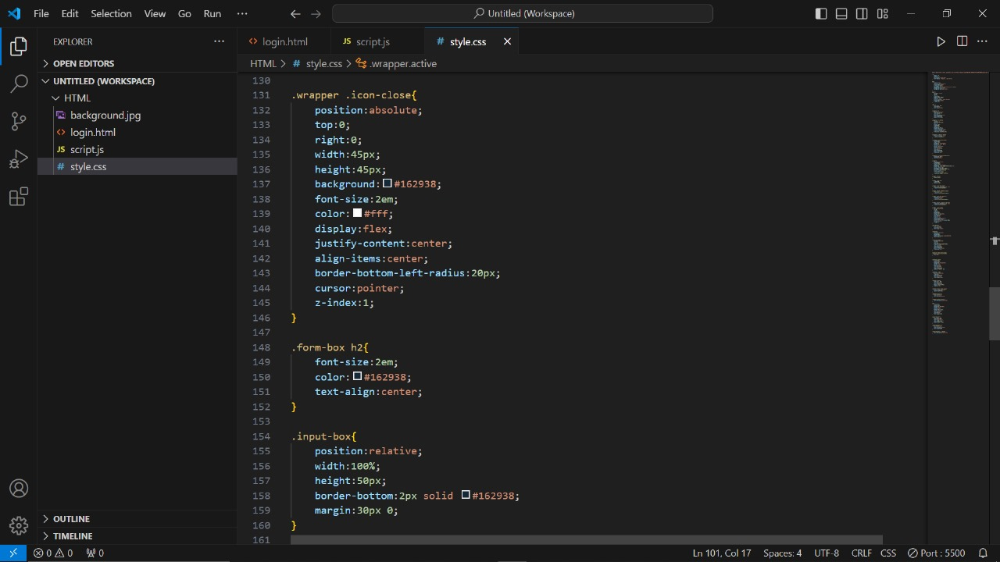 File Edit Selection View Go Run ··· Untitled (Workspace)
EXPLORER ···
OPEN EDITORS
UNTITLED (WORKSPACE)
HTML
background.jpg
<> login.html
JS script.js
# style.css
OUTLINE
TIMELINE
<> login.html JS script.js # style.css
HTML > # style.css > .wrapper.active
130
131 .wrapper .icon-close{
132 position:absolute;
133 top:0;
134 right:0;
135 width:45px;
136 height:45px;
137 background:#162938;
138 font-size:2em;
139 color:#fff;
140 display:flex;
141 justify-content:center;
142 align-items:center;
143 border-bottom-left-radius:20px;
144 cursor:pointer;
145 z-index:1;
146 }
147
148 .form-box h2{
149 font-size:2em;
150 color:#162938;
151 text-align:center;
152 }
153
154 .input-box{
155 position:relative;
156 width:100%;
157 height:50px;
158 border-bottom:2px solid #162938;
159 margin:30px 0;
160 }
161
0 0 0 Ln 101, Col 17 Spaces: 4 UTF-8 CRLF CSS Port : 5500